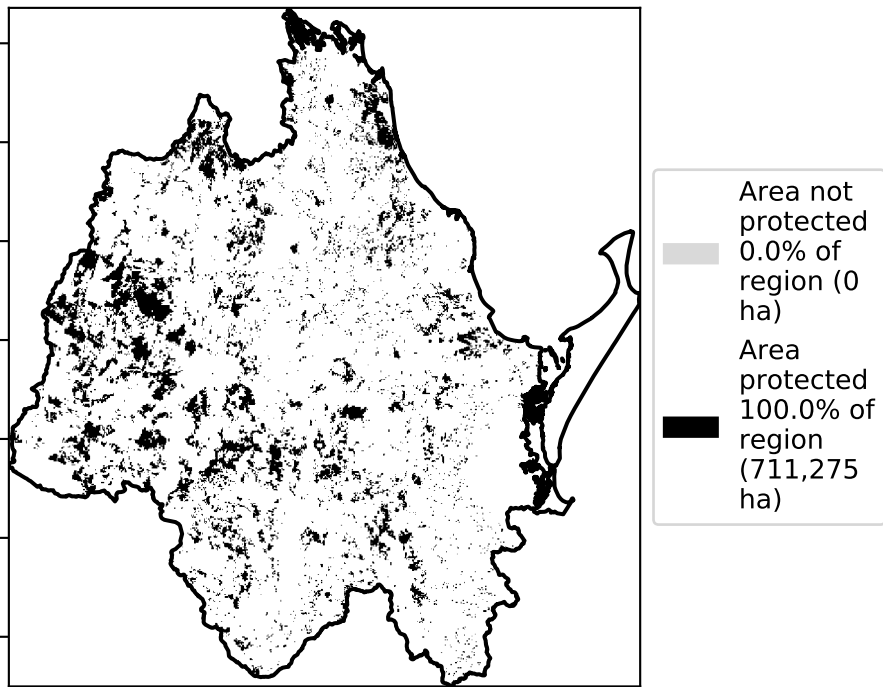 Area not
protected
0.0% of
region (0
ha)
Area
protected
100.0% of
region
(711,275
ha)